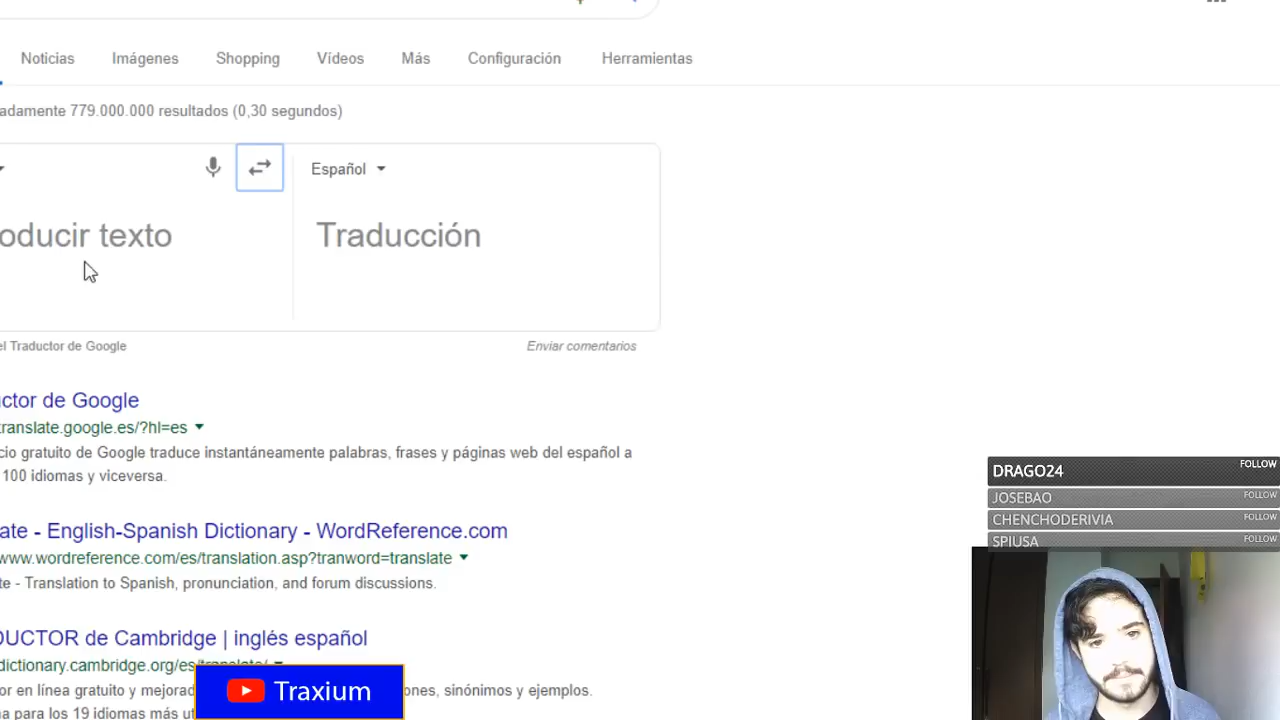 Noticias Imágenes Shopping Vídeos Más Configuración Herramientas
adamente 779.000.000 resultados (0,30 segundos)
Español
oducir texto
Traducción
el Traductor de Google
Enviar comentarios
uctor de Google
translate.google.es/?hl=es
cio gratuito de Google traduce instantáneamente palabras, frases y páginas web del español a
100 idiomas y viceversa.
ate - English-Spanish Dictionary - WordReference.com
www.wordreference.com/es/translation.asp?tranword=translate
te - Translation to Spanish, pronunciation, and forum discussions.
DUCTOR de Cambridge | inglés español
dictionary.cambridge.org/es/translate/
or en línea gratuito y mejorad
ones, sinónimos y ejemplos.
na para los 19 idiomas más ut
Traxium
DRAGO24 FOLLOW
JOSEBAO FOLLOW
CHENCHODERIVIA FOLLOW
SPIUSA FOLLOW